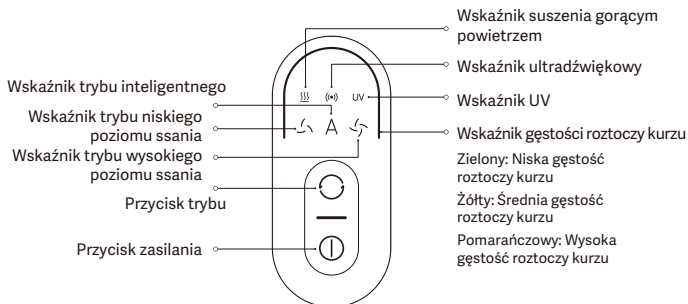 Wskaźnik suszenia gorącym
powietrzem
Wskaźnik ultradźwiękowy
Wskaźnik UV
Wskaźnik gęstości roztoczy kurzu
Zielony: Niska gęstość
roztoczy kurzu
Żółty: Średnia gęstość
roztoczy kurzu
Pomarańczowy: Wysoka
gęstość roztoczy kurzu
Wskaźnik trybu inteligentnego
Wskaźnik trybu niskiego
poziomu ssania
Wskaźnik trybu wysokiego
poziomu ssania
Przycisk trybu
Przycisk zasilania
UV
A